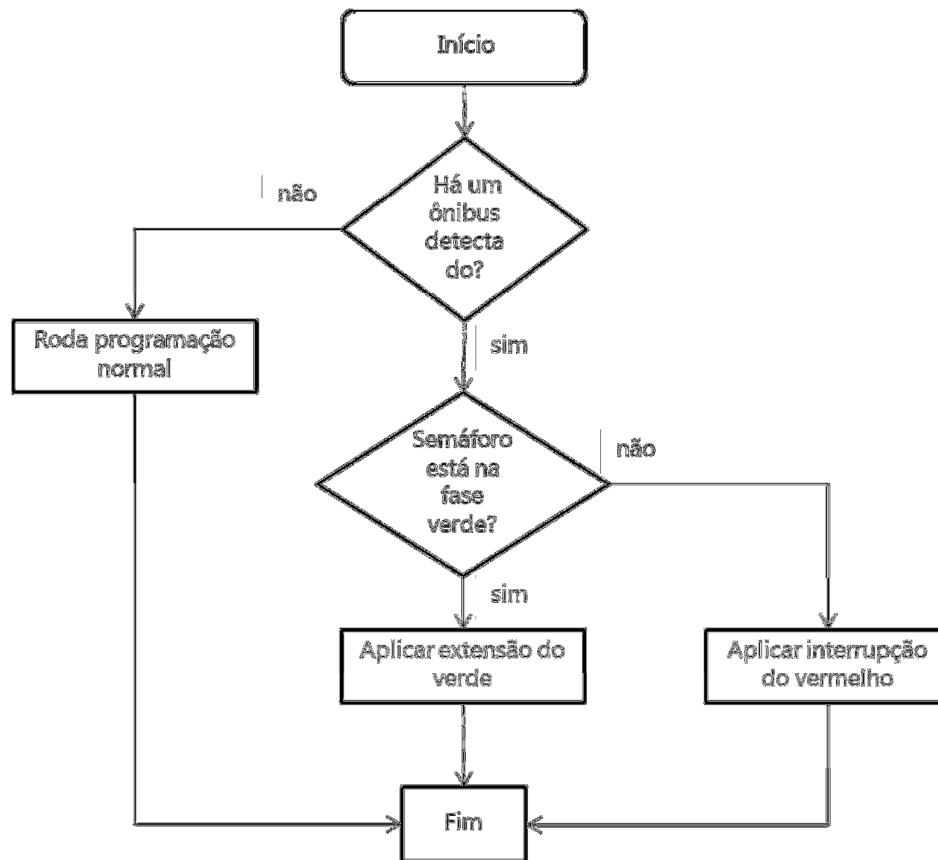 Início
não
Há um
ônibus
detecta
do?
Roda programação
normal
sim
Semáforo
está na
fase
verde?
não
sim
Aplicar extensão do
verde
Aplicar interrupção
do vermelho
Fim